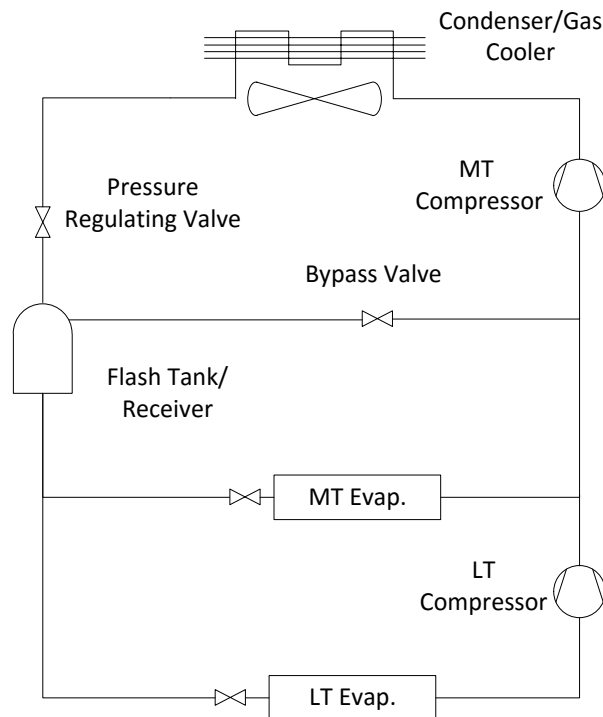 Condenser/Gas
Cooler
MT
Compressor
Pressure
Regulating Valve
Bypass Valve
Flash Tank/
Receiver
MT Evap.
LT
Compressor
LT Evap.